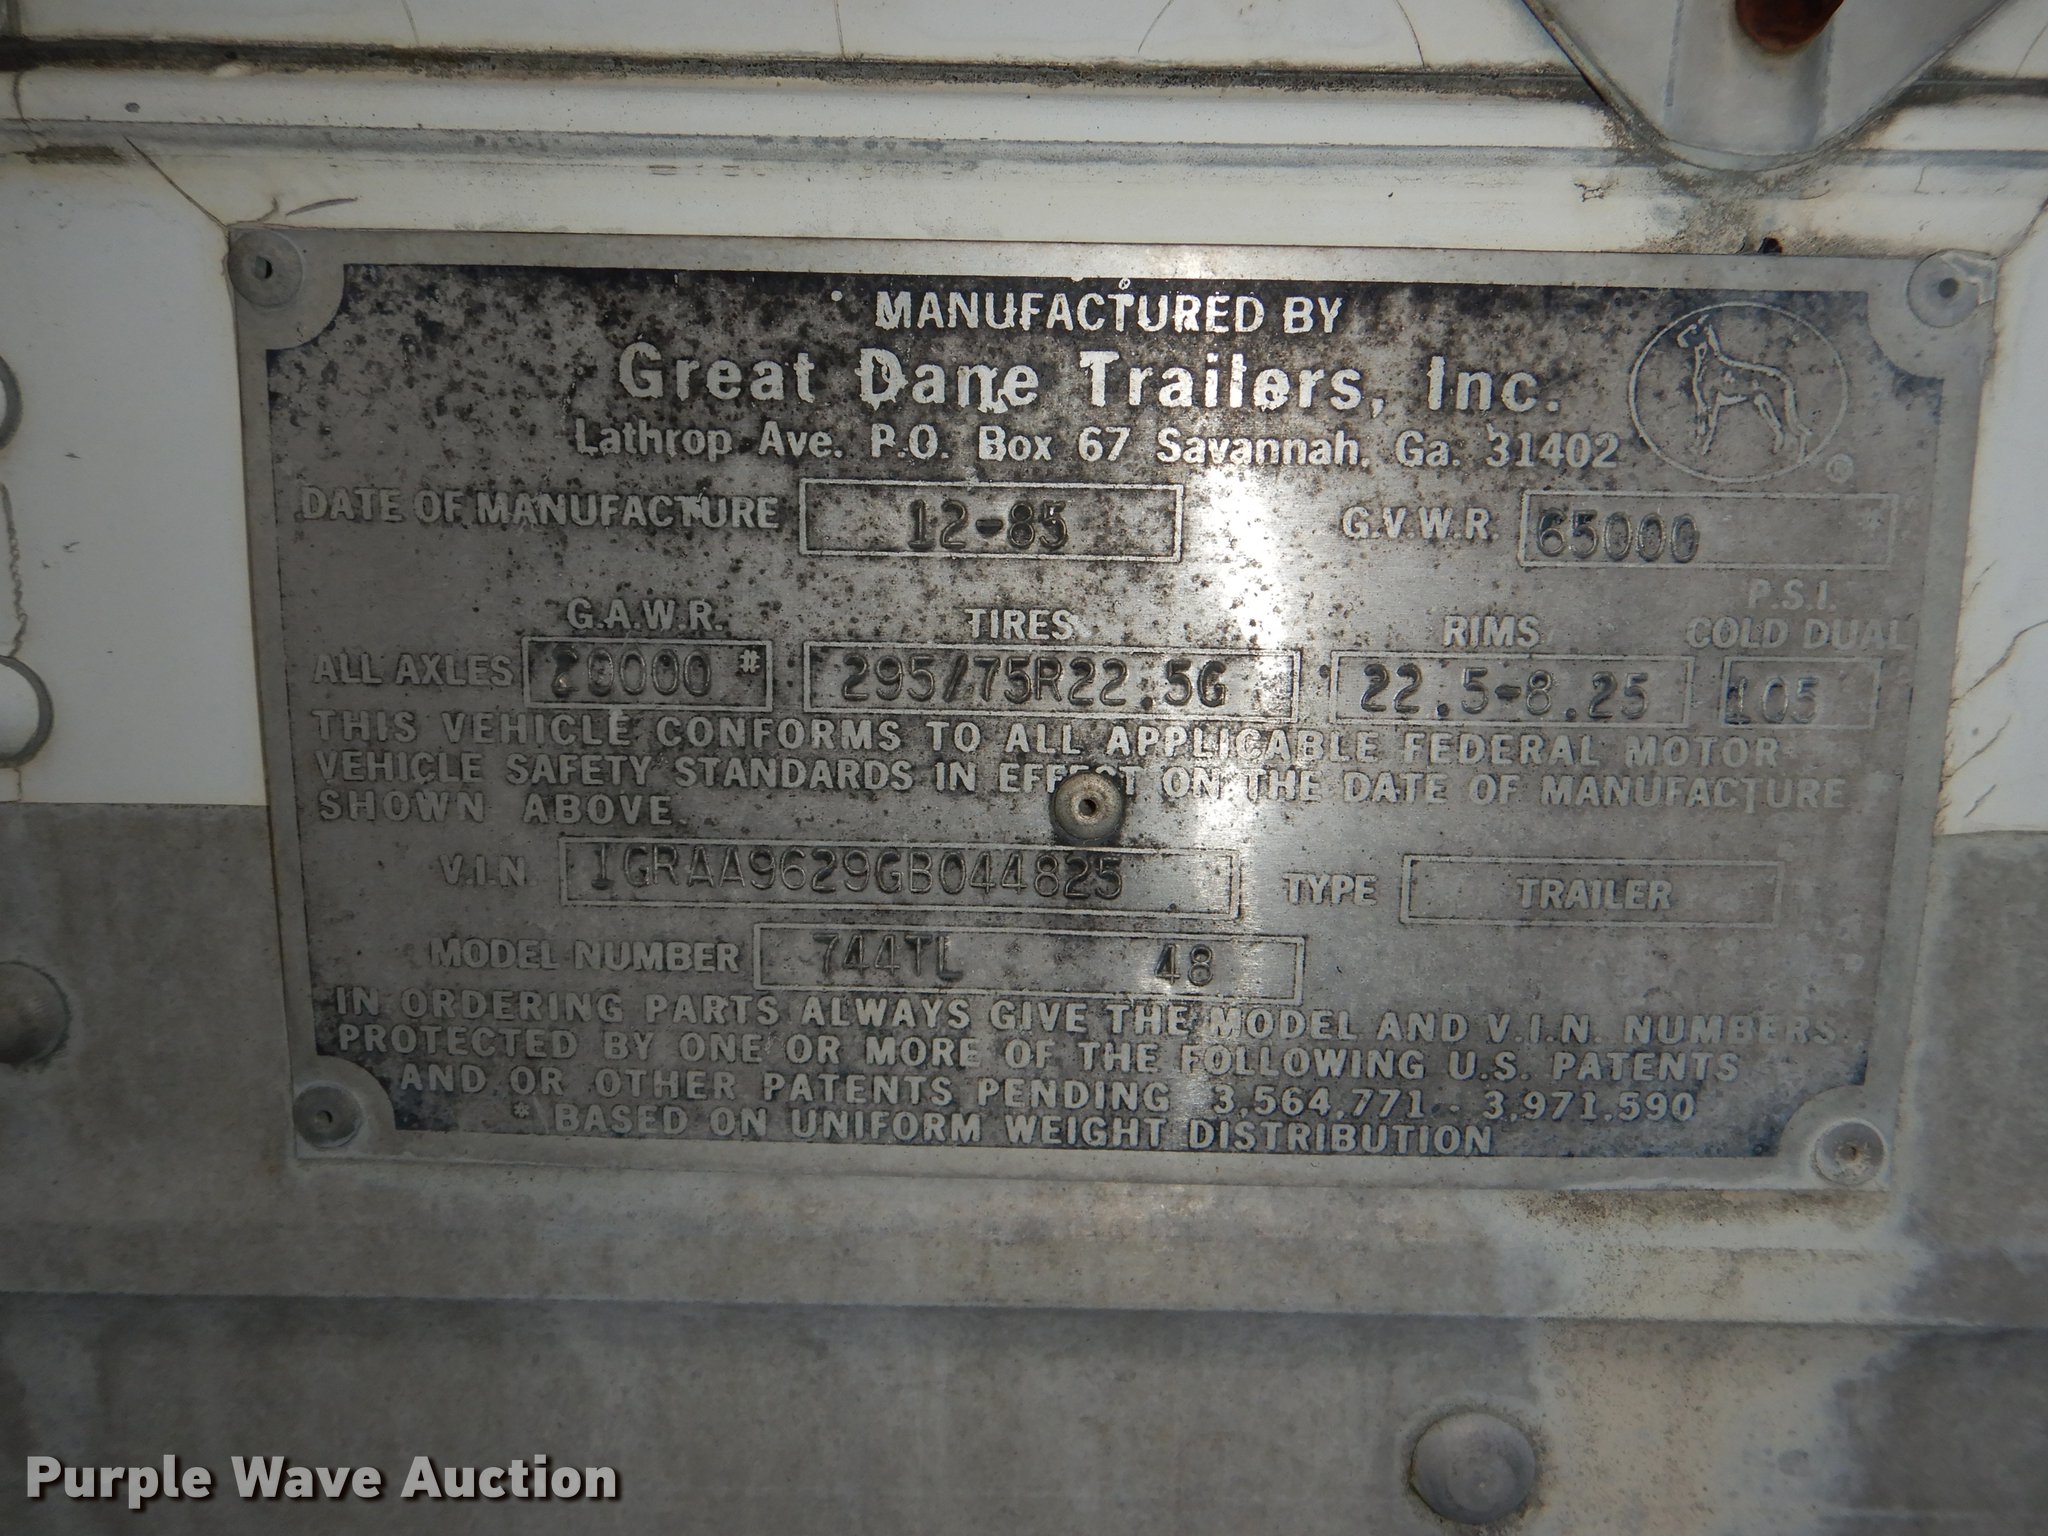 MANUFACTURED BY
Great Dane Trailers, Inc.
Lathrop Ave. P.O. Box 67 Savannah, Ga. 31402
®
DATE OF MANUFACTURE 12-85 G.V.W.R. 65000 *
G.A.W.R. TIRES RIMS P.S.I. COLD DUAL
ALL AXLES 20000 # 295/75R22.5G 22.5-8.25 105
THIS VEHICLE CONFORMS TO ALL APPLICABLE FEDERAL MOTOR
VEHICLE SAFETY STANDARDS IN EFFECT ON THE DATE OF MANUFACTURE
SHOWN ABOVE.
V.I.N. 1GRAA9629GB044825 TYPE TRAILER
MODEL NUMBER 744TL 48
IN ORDERING PARTS ALWAYS GIVE THE MODEL AND V.I.N. NUMBERS.
PROTECTED BY ONE OR MORE OF THE FOLLOWING U.S. PATENTS
AND OR OTHER PATENTS PENDING 3,564,771 - 3,971,590
* BASED ON UNIFORM WEIGHT DISTRIBUTION
Purple Wave Auction